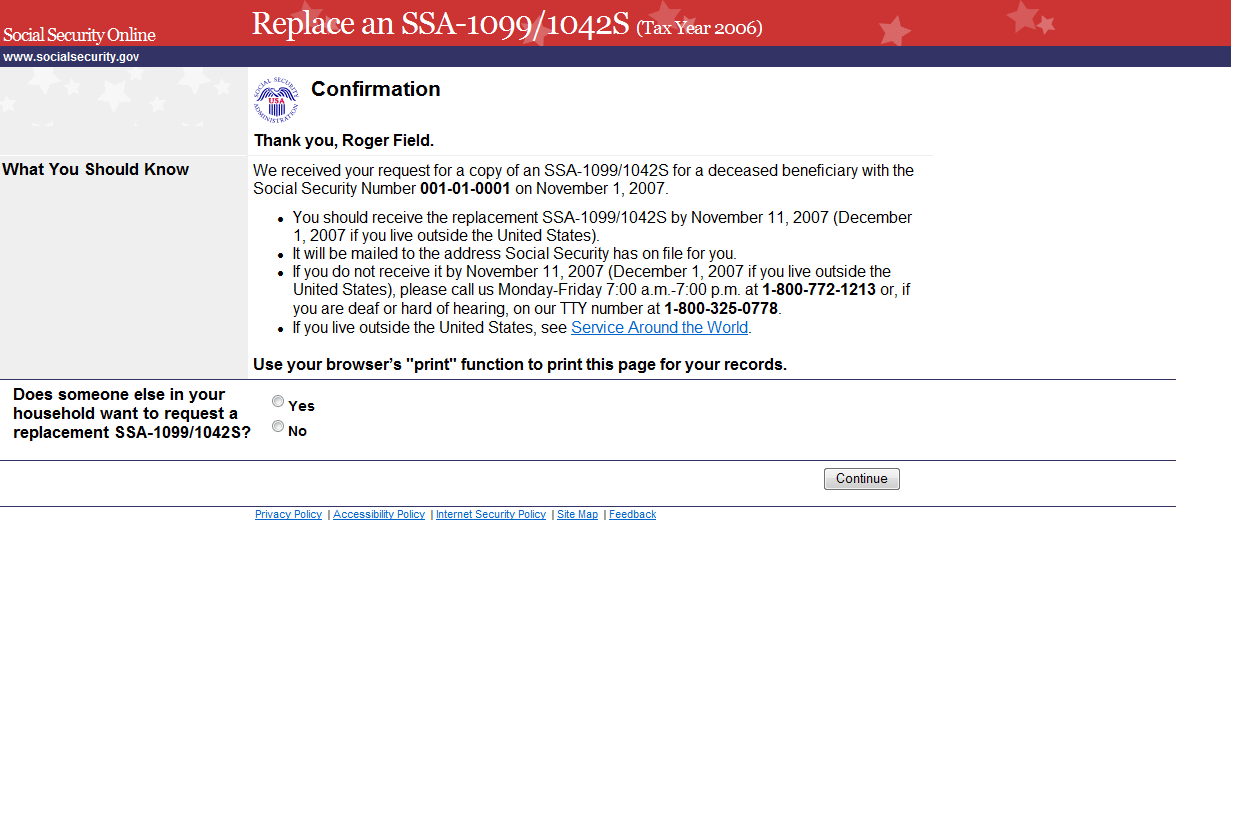 Social Security Online
Replace an SSA-1099/1042S (Tax Year 2006)
www.socialsecurity.gov
SOCIAL SECURITY ADMINISTRATION
USA
Confirmation
Thank you, Roger Field.
What You Should Know
We received your request for a copy of an SSA-1099/1042S for a deceased beneficiary with the
Social Security Number 001-01-0001 on November 1, 2007.
• You should receive the replacement SSA-1099/1042S by November 11, 2007 (December
1, 2007 if you live outside the United States).
• It will be mailed to the address Social Security has on file for you.
• If you do not receive it by November 11, 2007 (December 1, 2007 if you live outside the
United States), please call us Monday-Friday 7:00 a.m.-7:00 p.m. at 1-800-772-1213 or, if
you are deaf or hard of hearing, on our TTY number at 1-800-325-0778.
• If you live outside the United States, see Service Around the World.
Use your browser's "print" function to print this page for your records.
Does someone else in your
household want to request a
replacement SSA-1099/1042S?
Yes
No
Continue
Privacy Policy | Accessibility Policy | Internet Security Policy | Site Map | Feedback